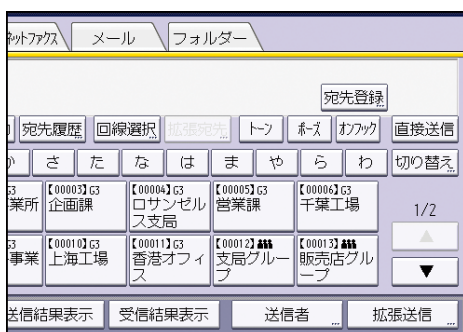 ﾈｯﾄﾌｧｸｽ メール フォルダー
宛先登録
宛先履歴 回線選択 拡張宛先 ﾄｰﾝ ﾎﾟｰｽﾞ ｵﾝﾌｯｸ 直接送信
か さ た な は ま や ら わ 切り替え
G3 【00003】G3 【00004】G3 【00005】G3 【00006】G3
業所 企画課 ロサンゼル 営業課 千葉工場 1/2
ス支局
G3 【00010】G3 【00011】G3 【00012】 【00013】
事業 上海工場 香港オフィ 支局グルー 販売店グル
ス プ ープ
送信結果表示 受信結果表示 送信者 拡張送信